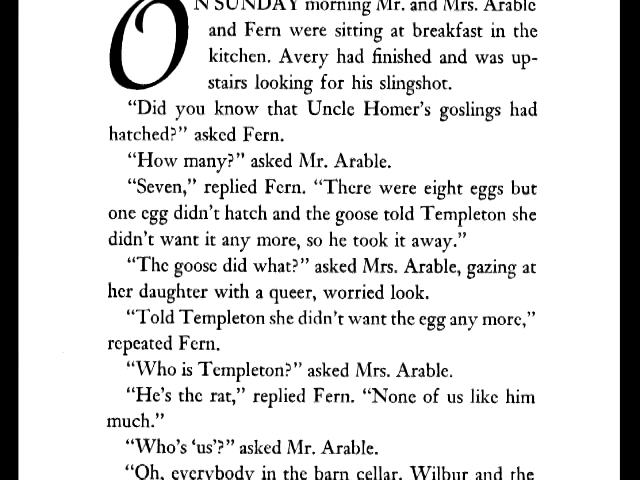 ON SUNDAY morning Mr. and Mrs. Arable
and Fern were sitting at breakfast in the
kitchen. Avery had finished and was up-
stairs looking for his slingshot.
“Did you know that Uncle Homer’s goslings had
hatched?” asked Fern.
“How many?” asked Mr. Arable.
“Seven,” replied Fern. “There were eight eggs but
one egg didn’t hatch and the goose told Templeton she
didn’t want it any more, so he took it away.”
“The goose did what?” asked Mrs. Arable, gazing at
her daughter with a queer, worried look.
“Told Templeton she didn’t want the egg any more,”
repeated Fern.
“Who is Templeton?” asked Mrs. Arable.
“He’s the rat,” replied Fern. “None of us like him
much.”
“Who’s ‘us’?” asked Mr. Arable.
“Oh, everybody in the barn cellar. Wilbur and the